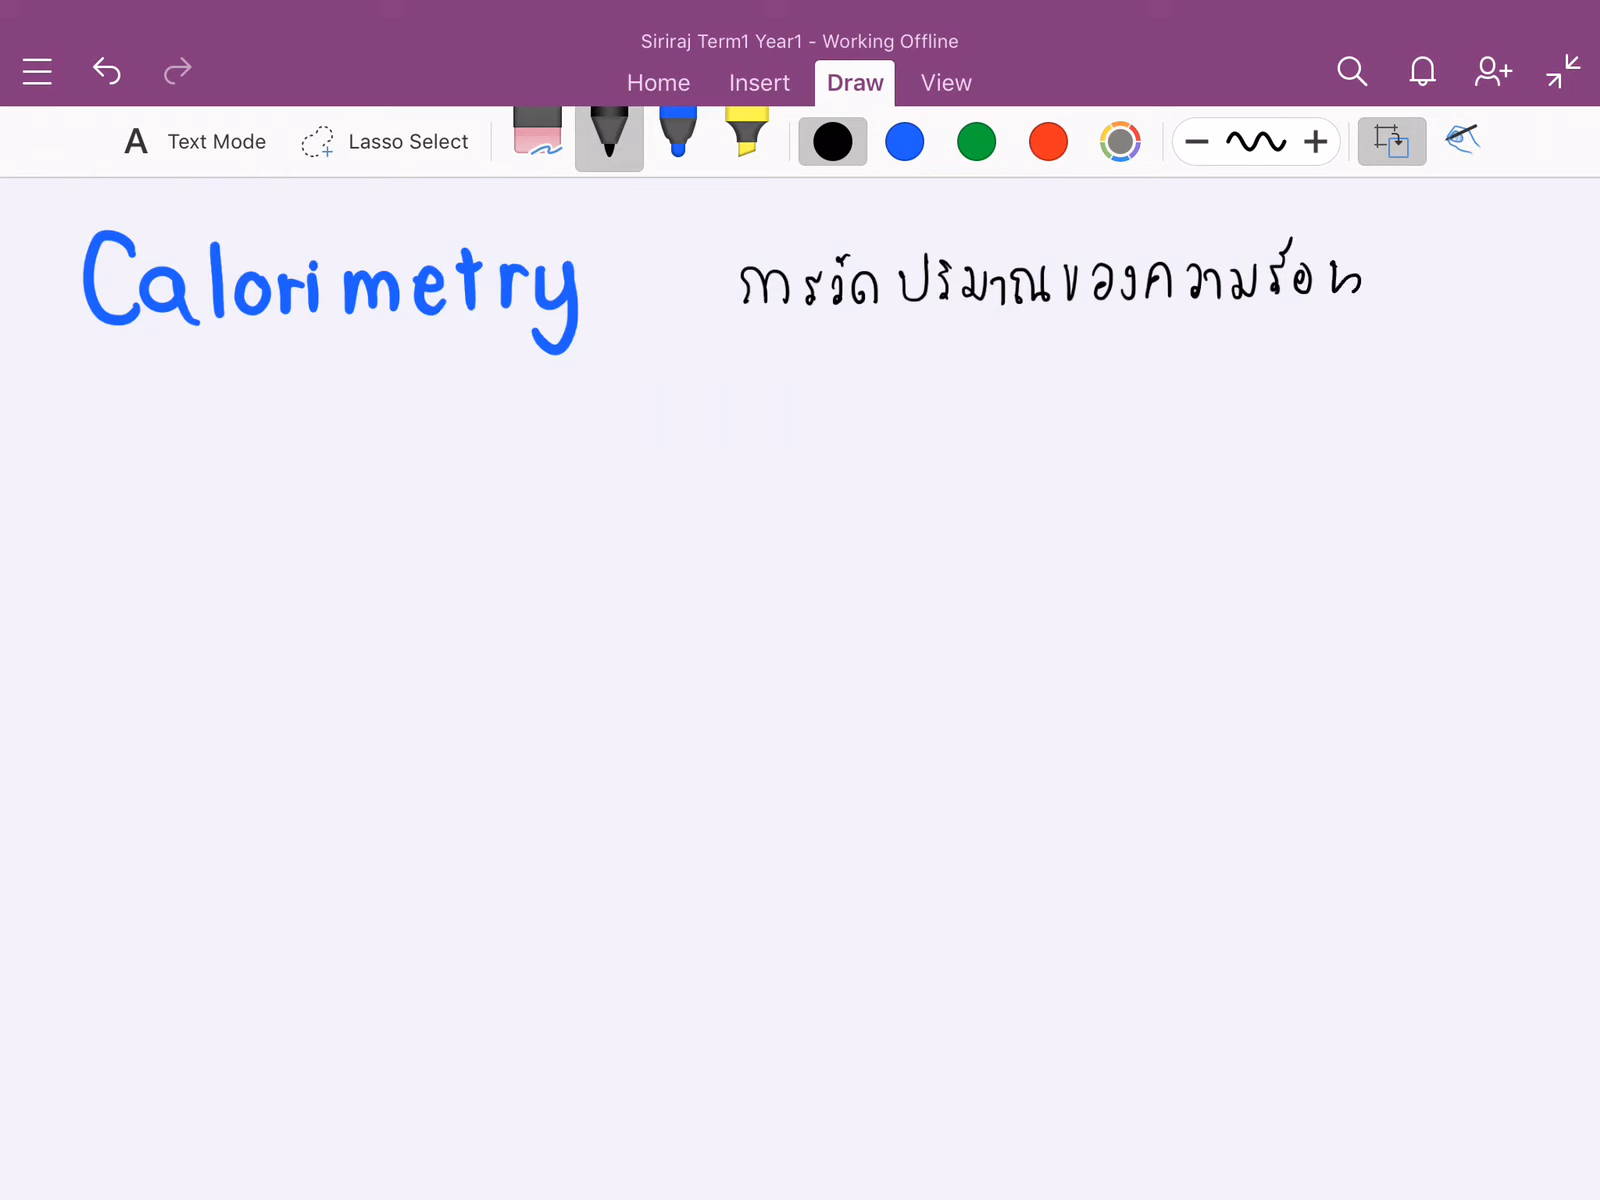 Siriraj Term1 Year1 - Working Offline
Home Insert Draw View
A Text Mode Lasso Select
Calorimetry การวัดปริมาณของความร้อน